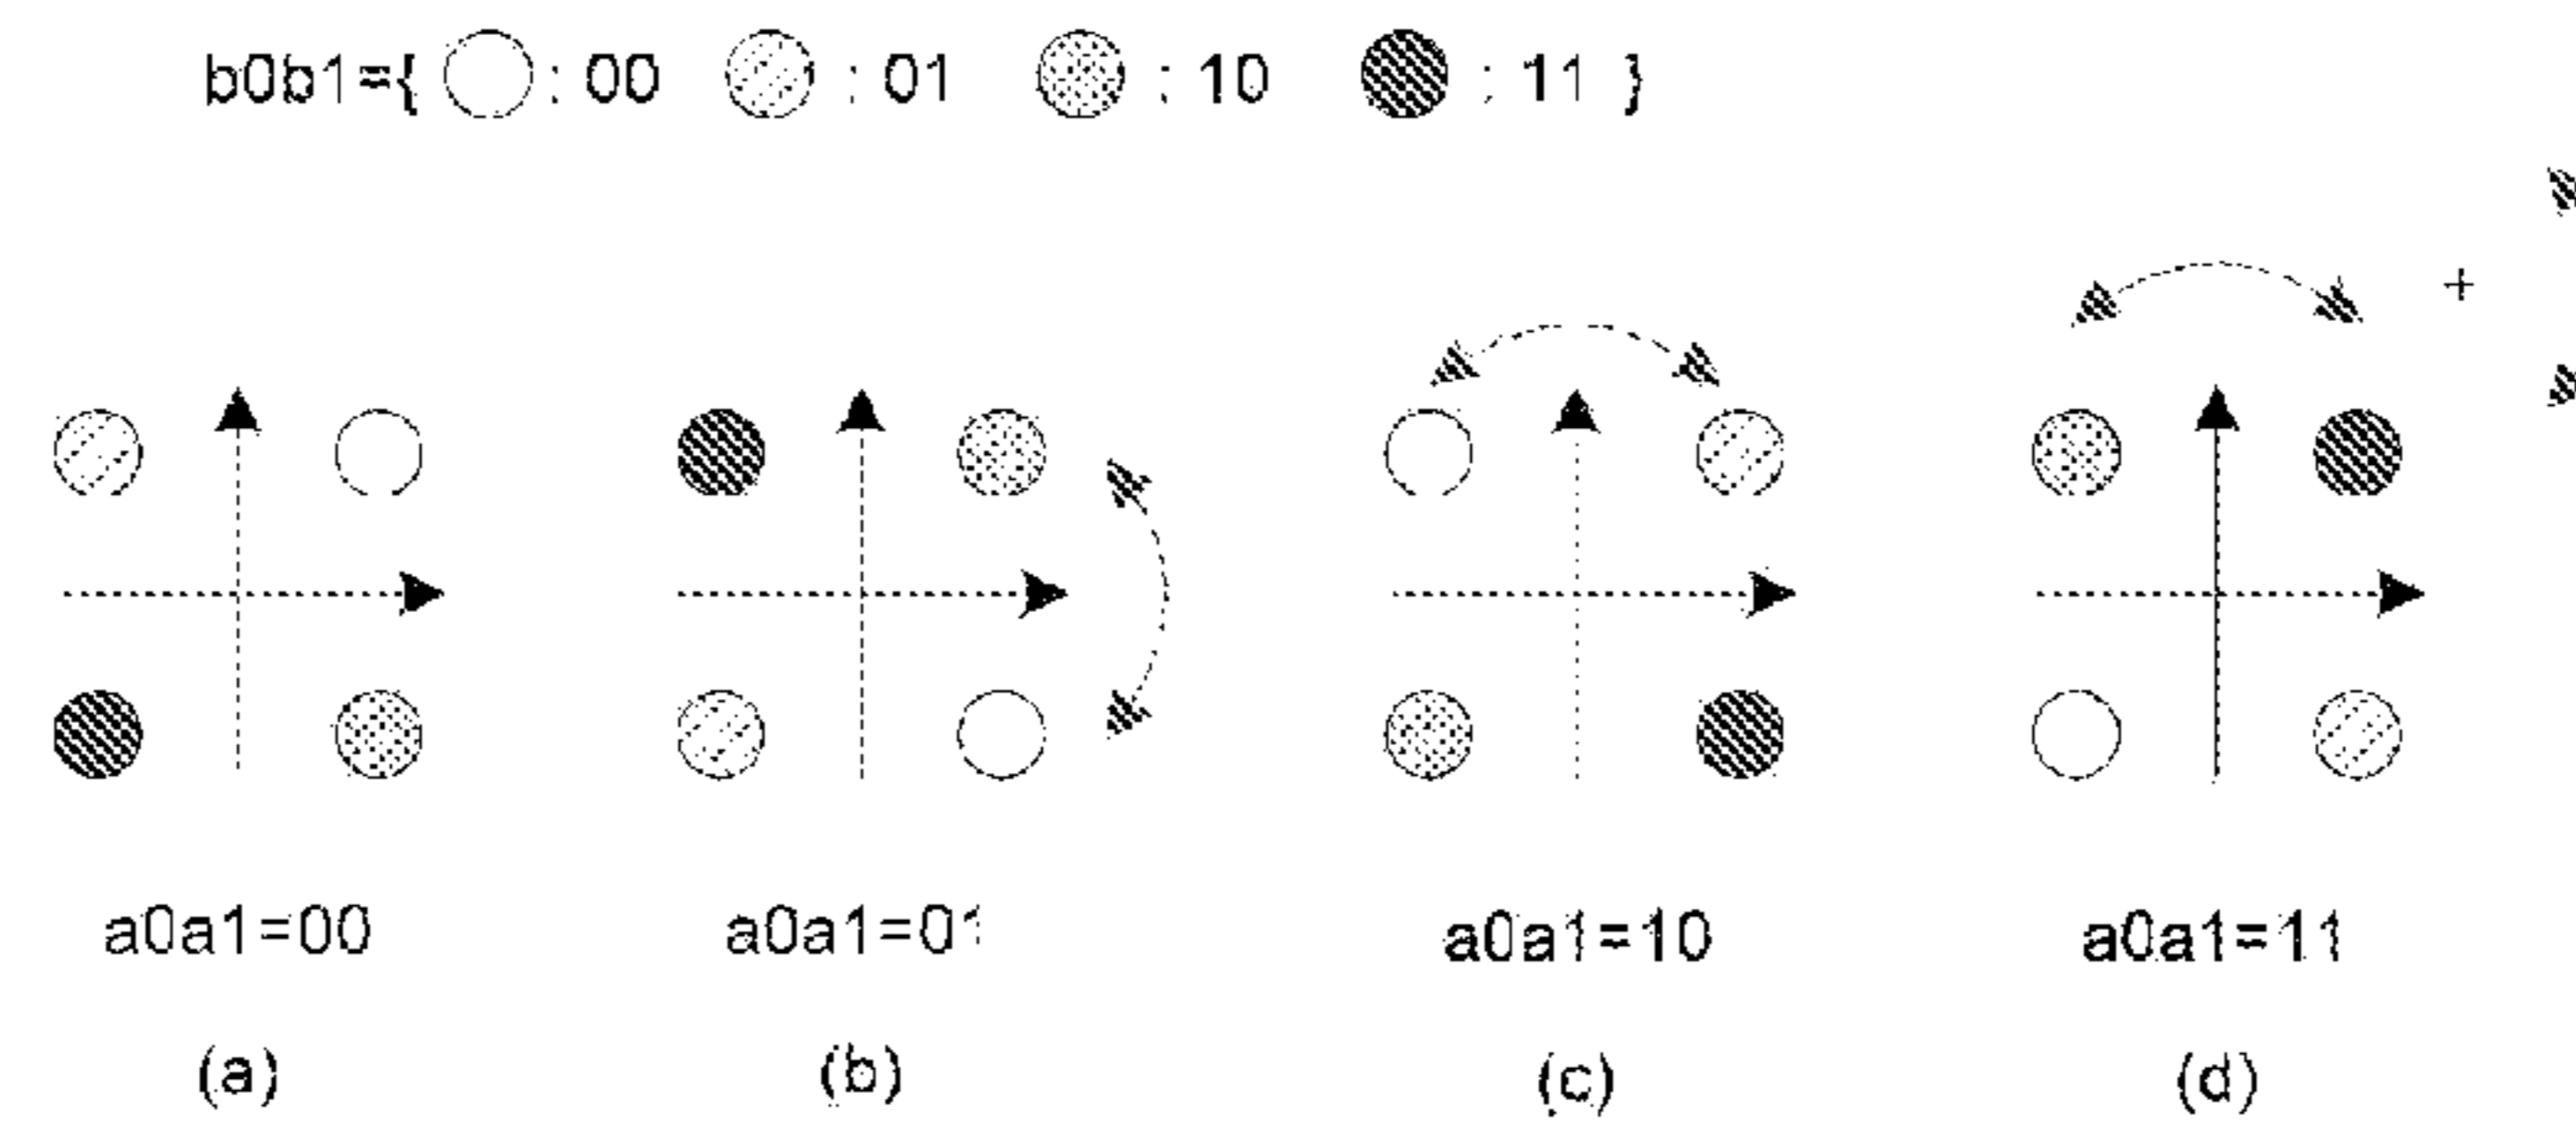 b0b1={ : 00 : 01 : 10 : 11 }
+
a0a1=00 a0a1=01 a0a1=10 a0a1=11
(a) (b) (c) (d)